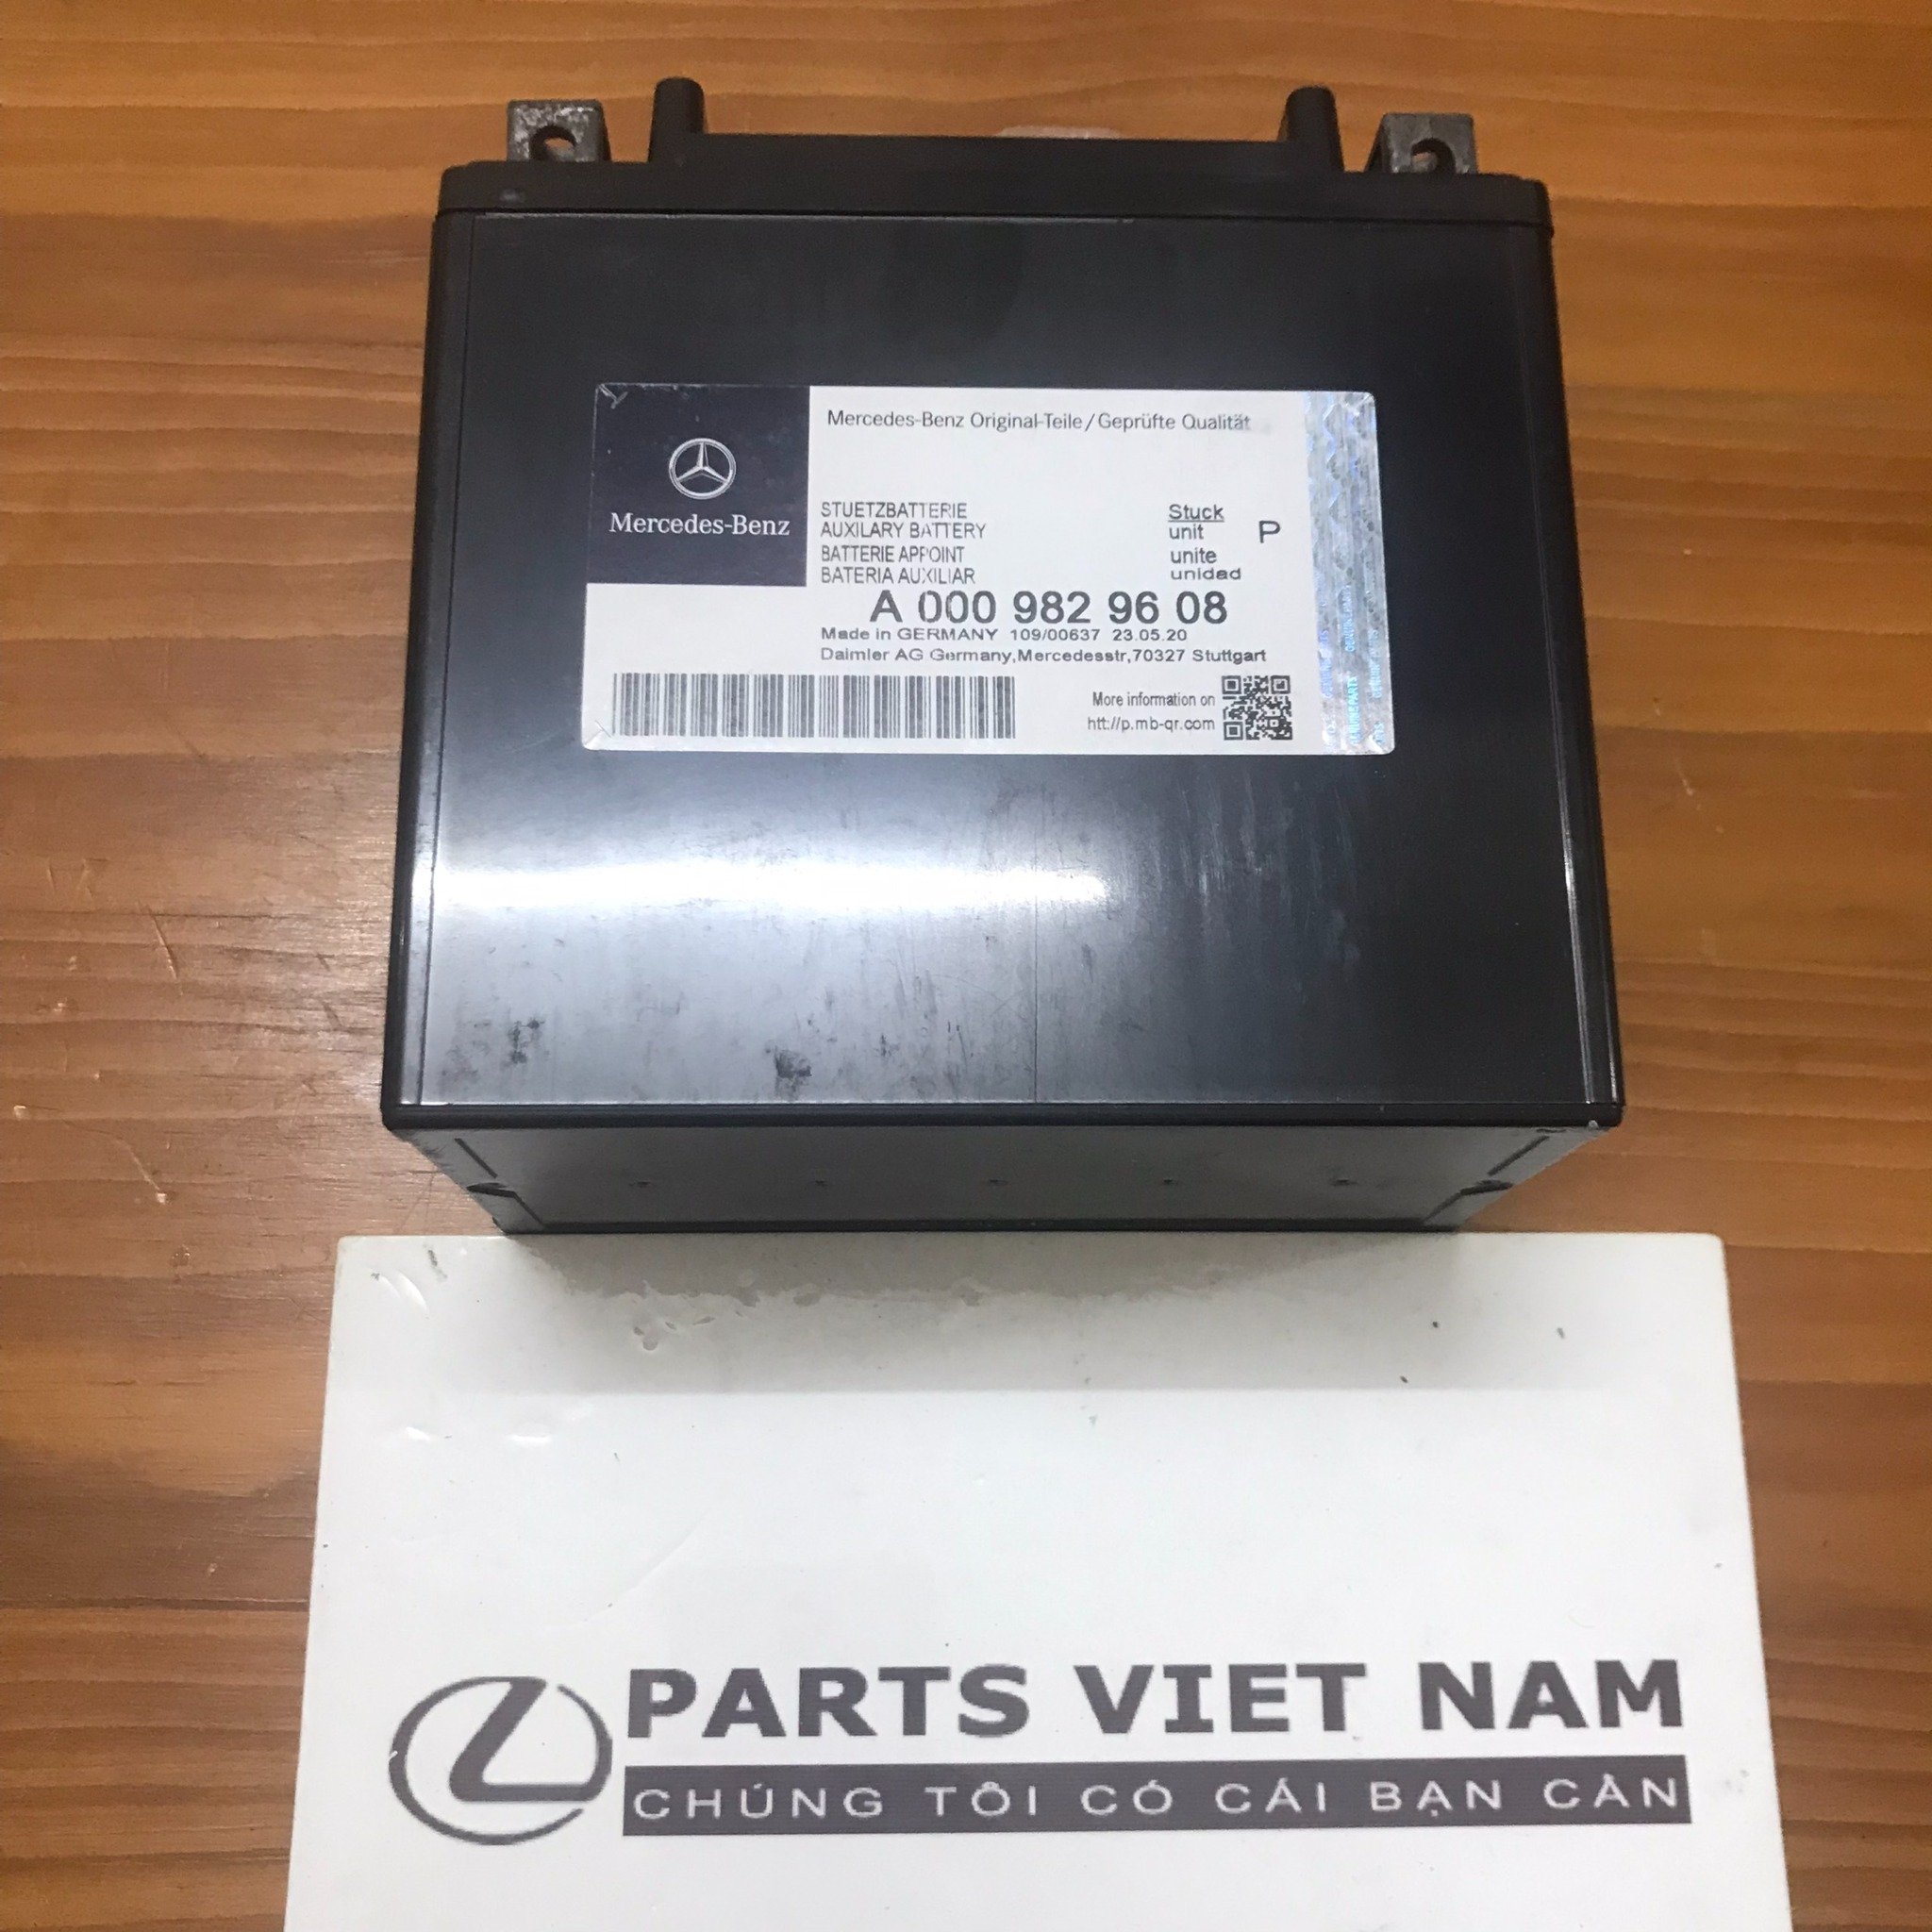 Mercedes-Benz Original-Teile/Geprüfte Qualität
Mercedes-Benz
STUETZBATTERIE Stuck
AUXILARY BATTERY unit P
BATTERIE APPOINT unite
BATERIA AUXILIAR unidad
A 000 982 96 08
Made in GERMANY 109/00637 23.05.20
Daimler AG Germany,Mercedesstr,70327 Stuttgart
More information on
htt://p.mb-qr.com
PARTS VIET NAM
CHÚNG TÔI CÓ CÁI BẠN CẦN